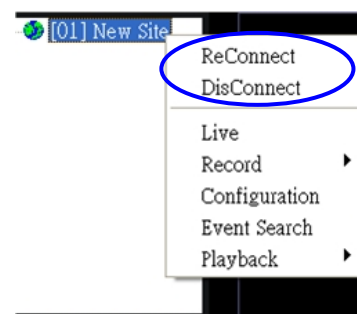 [01] New Site
ReConnect
DisConnect
Live
Record
Configuration
Event Search
Playback